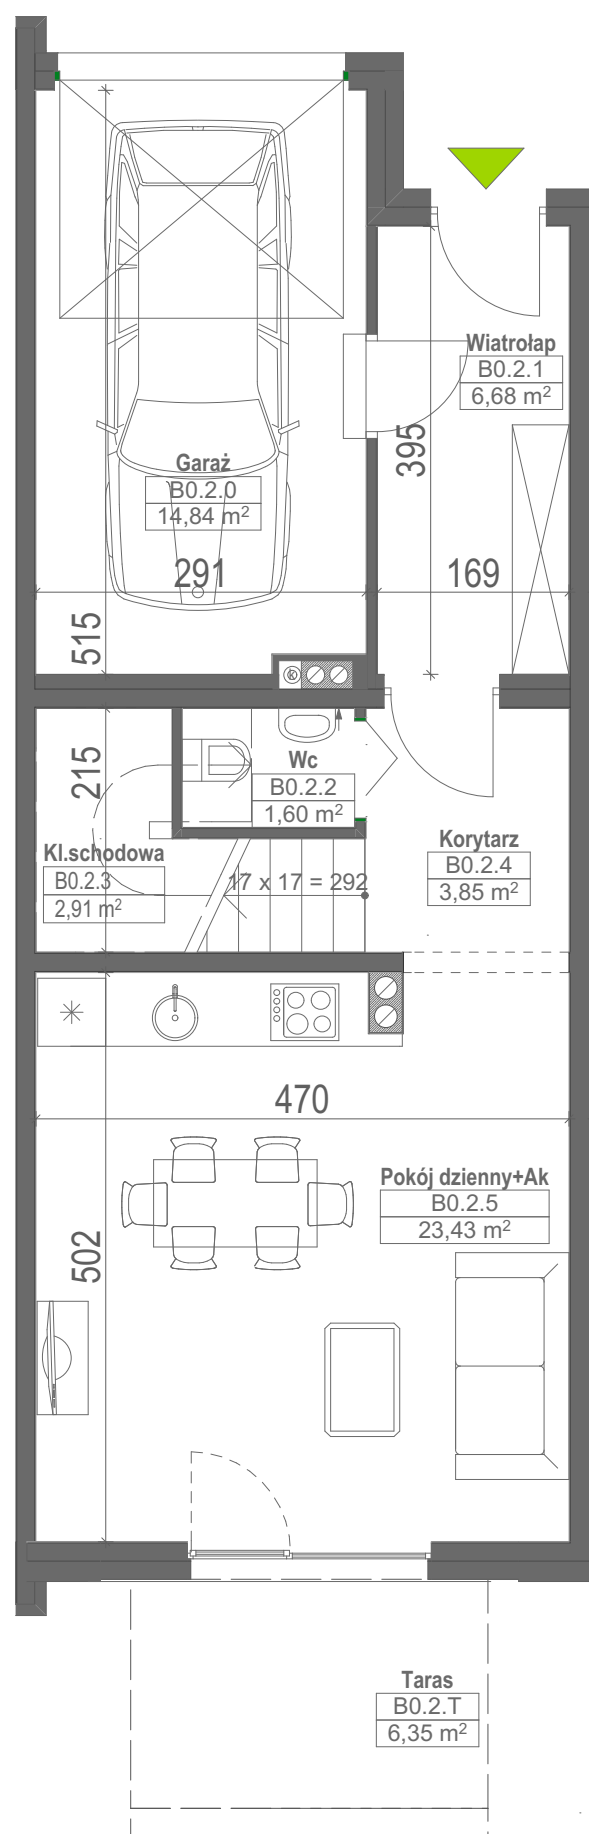 Wiatrołap
B0.2.1
6,68 m²
395
Garaż
B0.2.0
14,84 m²
291
169
515
k
Wc
B0.2.2
1,60 m²
215
Korytarz
B0.2.4
3,85 m²
Kl.schodowa
B0.2.3
2,91 m²
17 x 17 = 292
470
Pokój dzienny+Ak
B0.2.5
23,43 m²
502
Taras
B0.2.T
6,35 m²